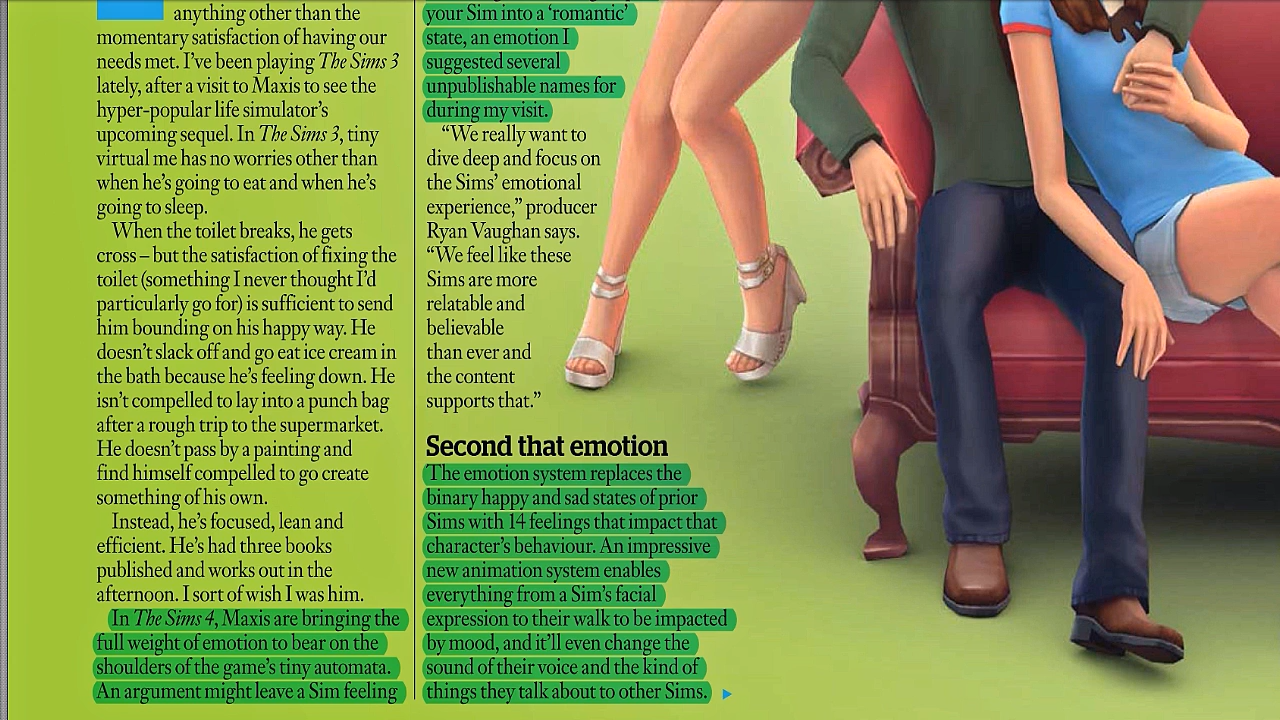 anything other than the
momentary satisfaction of having our
needs met. I’ve been playing The Sims 3
lately, after a visit to Maxis to see the
hyper-popular life simulator’s
upcoming sequel. In The Sims 3, tiny
virtual me has no worries other than
when he’s going to eat and when he’s
going to sleep.
When the toilet breaks, he gets
cross – but the satisfaction of fixing the
toilet (something I never thought I’d
particularly go for) is sufficient to send
him bounding on his happy way. He
doesn’t slack off and go eat ice cream in
the bath because he’s feeling down. He
isn’t compelled to lay into a punch bag
after a rough trip to the supermarket.
He doesn’t pass by a painting and
find himself compelled to go create
something of his own.
Instead, he’s focused, lean and
efficient. He’s had three books
published and works out in the
afternoon. I sort of wish I was him.
In The Sims 4, Maxis are bringing the
full weight of emotion to bear on the
shoulders of the game’s tiny automata.
An argument might leave a Sim feeling
your Sim into a ‘romantic’
state, an emotion I
suggested several
unpublishable names for
during my visit.
“We really want to
dive deep and focus on
the Sims’ emotional
experience,” producer
Ryan Vaughan says.
“We feel like these
Sims are more
relatable and
believable
than ever and
the content
supports that.”
Second that emotion
The emotion system replaces the
binary happy and sad states of prior
Sims with 14 feelings that impact that
character’s behaviour. An impressive
new animation system enables
everything from a Sim’s facial
expression to their walk to be impacted
by mood, and it’ll even change the
sound of their voice and the kind of
things they talk about to other Sims.